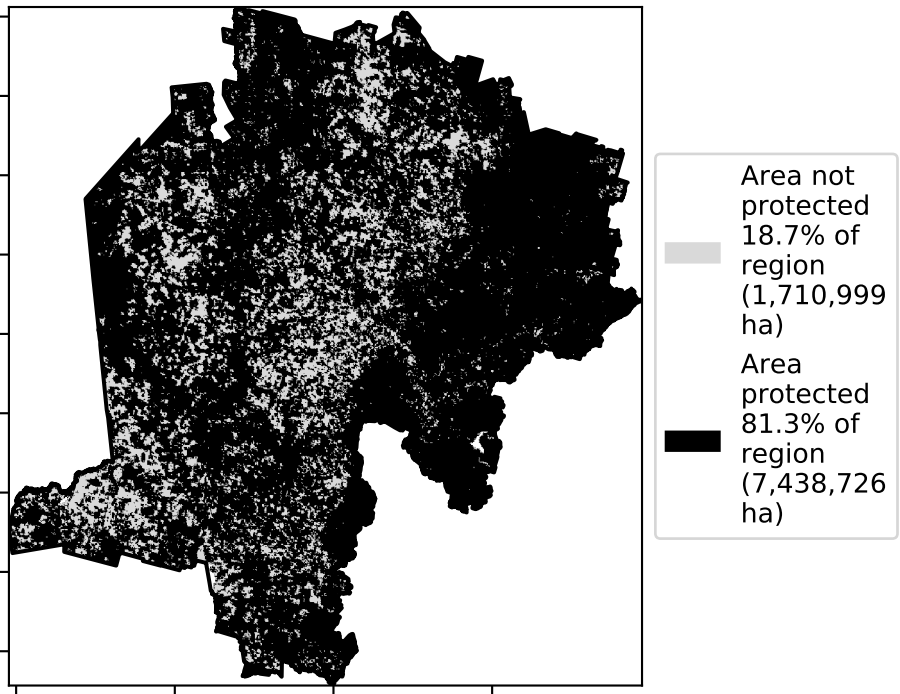 Area not
protected
18.7% of
region
(1,710,999
ha)
Area
protected
81.3% of
region
(7,438,726
ha)